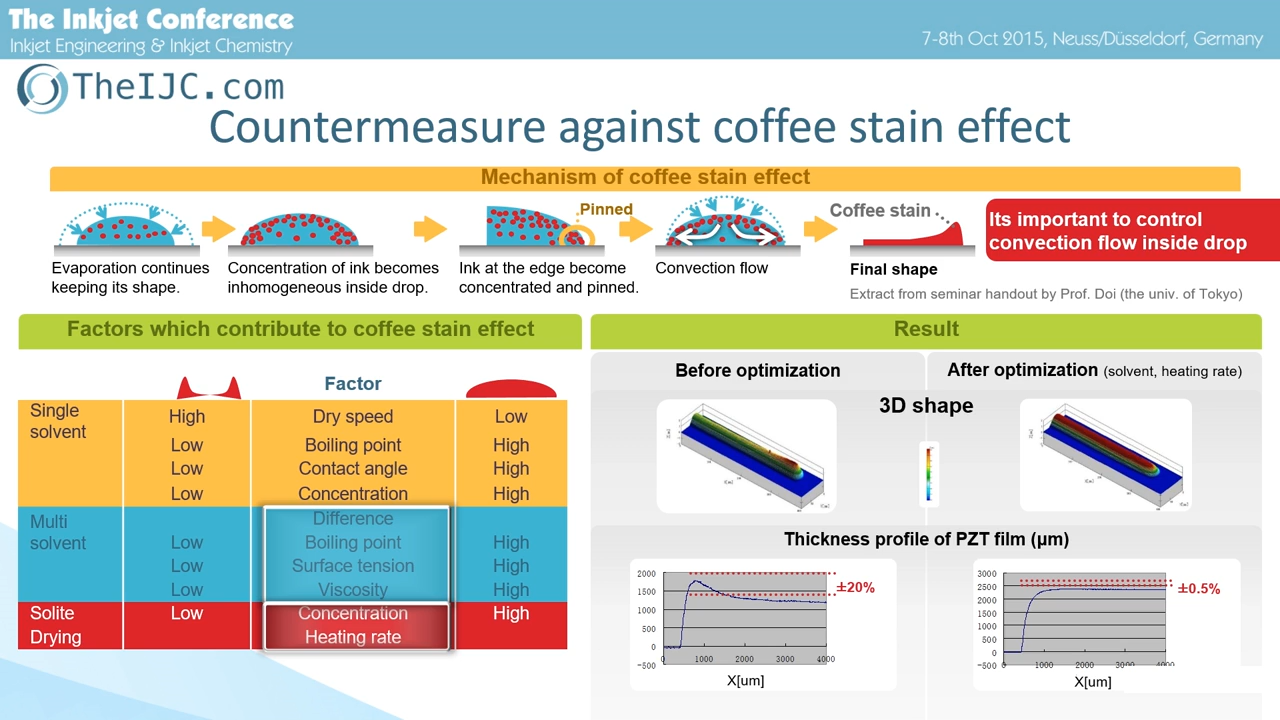 The Inkjet Conference
Inkjet Engineering & Inkjet Chemistry
7-8th Oct 2015, Neuss/Düsseldorf, Germany
TheIJC.com
Countermeasure against coffee stain effect
Mechanism of coffee stain effect
Pinned
Coffee stain
Its important to control
convection flow inside drop
Evaporation continues
keeping its shape.
Concentration of ink becomes
inhomogeneous inside drop.
Ink at the edge become
concentrated and pinned.
Convection flow
Final shape
Extract from seminar handout by Prof. Doi (the univ. of Tokyo)
Factors which contribute to coffee stain effect
Factor
Single
solvent
High Dry speed Low
Low Boiling point High
Low Contact angle High
Low Concentration High
Multi
solvent
Difference
Low Boiling point High
Low Surface tension High
Low Viscosity High
Solite
Drying
Low Concentration High
Heating rate
Result
Before optimization
After optimization (solvent, heating rate)
3D shape
Thickness profile of PZT film (μm)
2000
1500
1000
500
0
-500
0 1000 2000 3000 4000
±20%
X[um]
3000
2500
2000
1500
1000
500
0
-500
0 1000 2000 3000 4000
±0.5%
X[um]